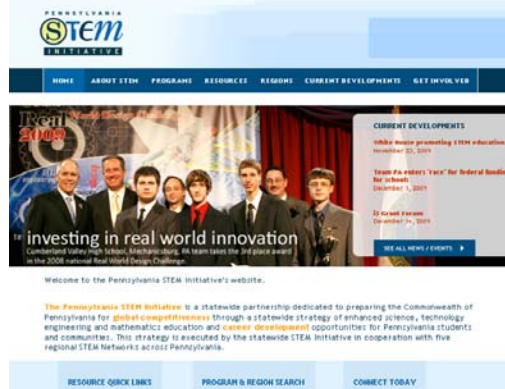 PENNSYLVANIA
STEM
INITIATIVE
HOME ABOUT STEM PROGRAMS RESOURCES REGIONS CURRENT DEVELOPMENTS GET INVOLVED
Real World Design Challenge
2009
CURRENT DEVELOPMENTS
White House promoting STEM education
November 23, 2009
Team PA enters "race" for federal funding
for schools
December 1, 2009
i3 Grant Forum
SEE ALL NEWS / EVENTS
investing in real world innovation
Cumberland Valley High School, Mechanicsburg, PA team takes the 3rd place award
in the 2008 national Real World Design Challenge.
Welcome to the Pennsylvania STEM Initiative's website.
The Pennsylvania STEM Initiative is a statewide partnership dedicated to preparing the Commonwealth of
Pennsylvania for global competitiveness through a statewide strategy of enhanced science, technology
engineering and mathematics education and career development opportunities for Pennsylvania students
and communities. This strategy is executed by the statewide STEM Initiative in cooperation with five
regional STEM Networks across Pennsylvania.
RESOURCE QUICK LINKS PROGRAM & REGION SEARCH CONNECT TODAY